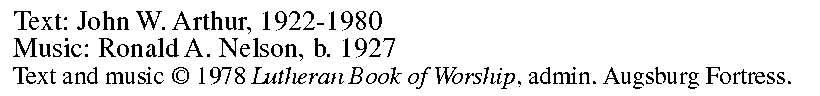 Text: John W. Arthur, 1922-1980
Music: Ronald A. Nelson, b. 1927
Text and music © 1978 Lutheran Book of Worship, admin. Augsburg Fortress.